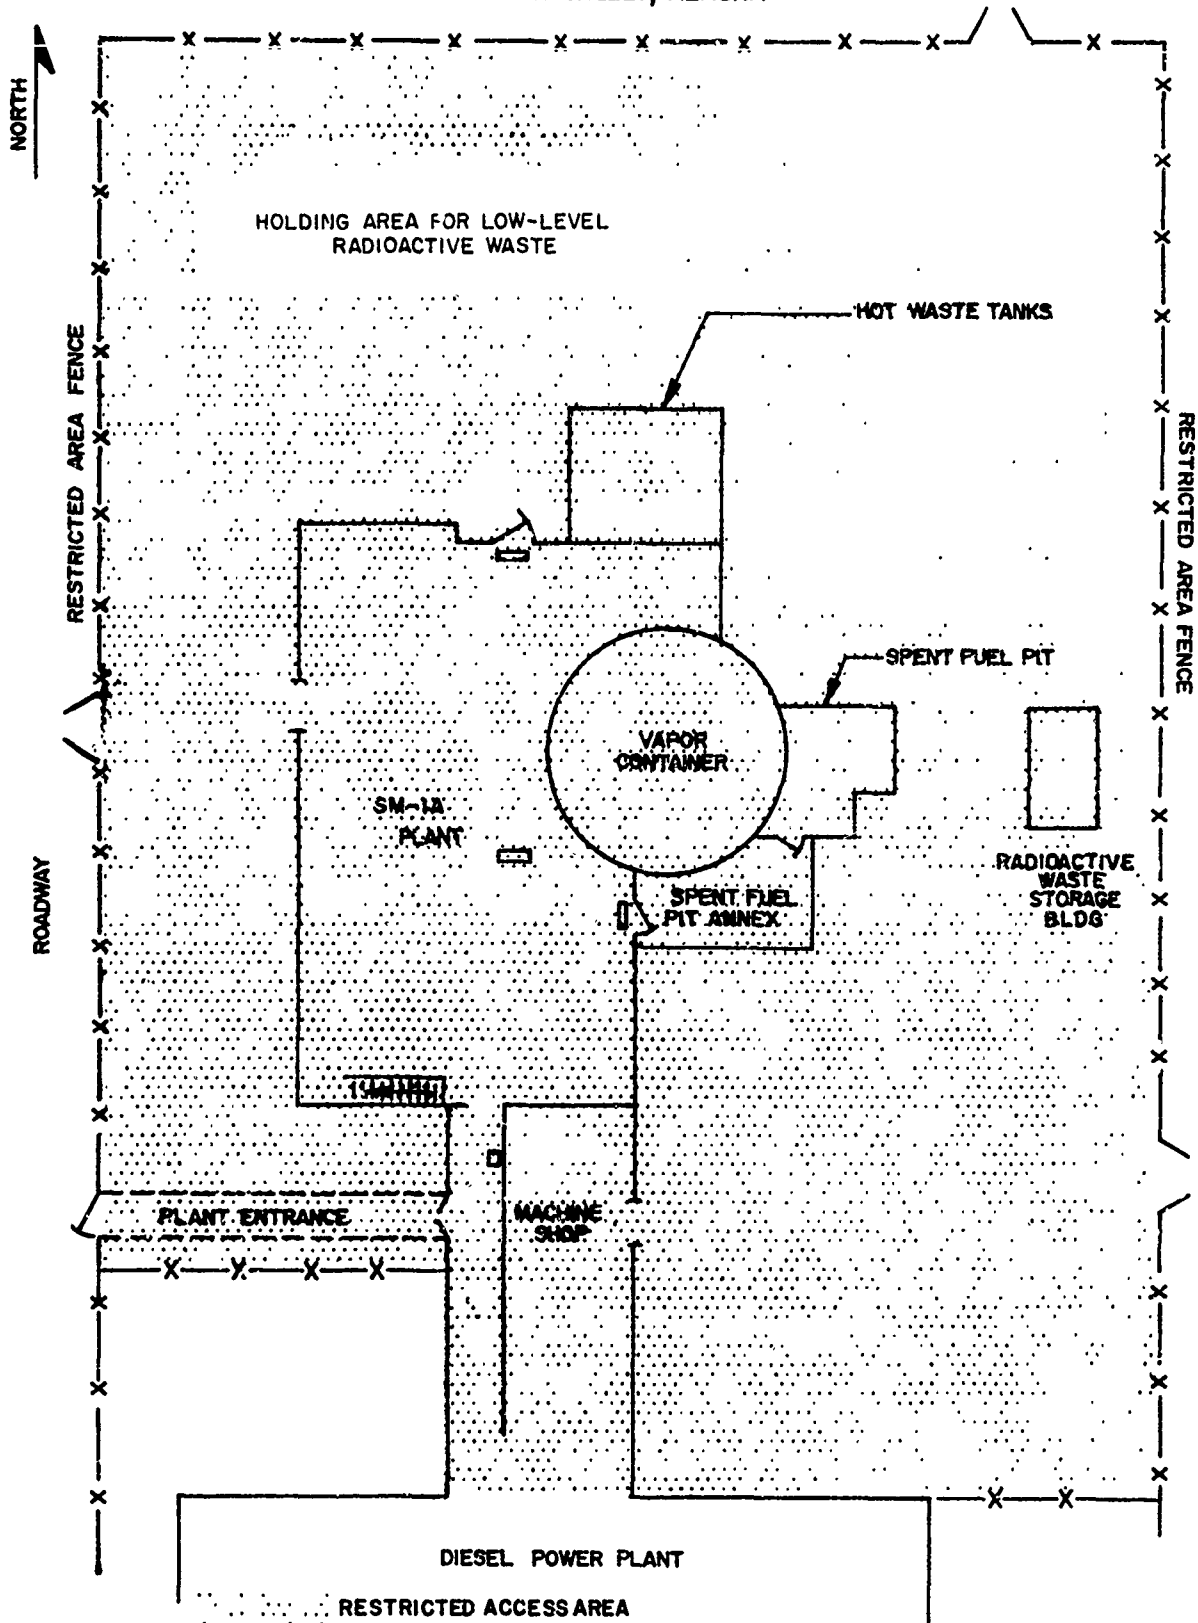 NORTH
HOLDING AREA FOR LOW-LEVEL
RADIOACTIVE WASTE
HOT WASTE TANKS
RESTRICTED AREA FENCE
RESTRICTED AREA FENCE
SPENT FUEL PIT
VAPOR
CONTAINER
SM-1A
PLANT
SPENT FUEL
PIT ANNEX
RADIOACTIVE
WASTE
STORAGE
BLDG
ROADWAY
PLANT ENTRANCE
MACHINE
SHOP
DIESEL POWER PLANT
RESTRICTED ACCESS AREA